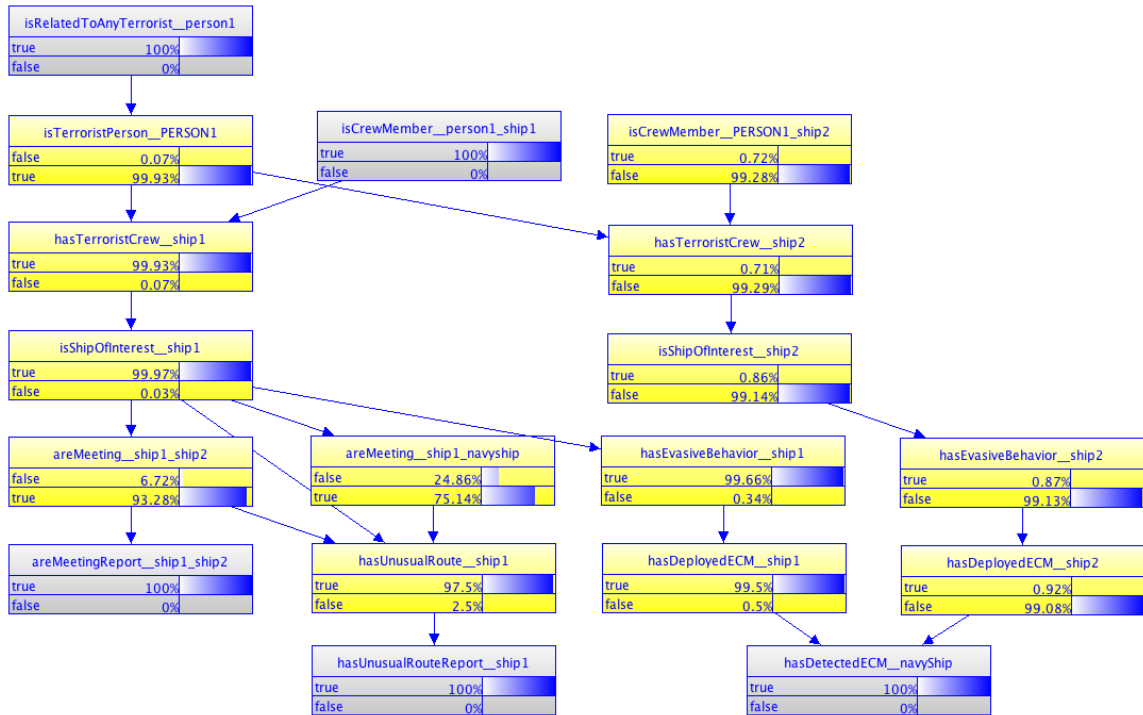 isRelatedToAnyTerrorist__person1
true 100%
false 0%
isTerroristPerson__PERSON1
false 0.07%
true 99.93%
isCrewMember__person1_ship1
true 100%
false 0%
isCrewMember__PERSON1_ship2
true 0.72%
false 99.28%
hasTerroristCrew__ship1
true 99.93%
false 0.07%
hasTerroristCrew__ship2
true 0.71%
false 99.29%
isShipOfInterest__ship1
true 99.97%
false 0.03%
isShipOfInterest__ship2
true 0.86%
false 99.14%
areMeeting__ship1_ship2
false 6.72%
true 93.28%
areMeeting__ship1_navyship
false 24.86%
true 75.14%
hasEvasiveBehavior__ship1
true 99.66%
false 0.34%
hasEvasiveBehavior__ship2
true 0.87%
false 99.13%
areMeetingReport__ship1_ship2
true 100%
false 0%
hasUnusualRoute__ship1
true 97.5%
false 2.5%
hasDeployedECM__ship1
true 99.5%
false 0.5%
hasDeployedECM__ship2
true 0.92%
false 99.08%
hasUnusualRouteReport__ship1
true 100%
false 0%
hasDetectedECM__navyShip
true 100%
false 0%